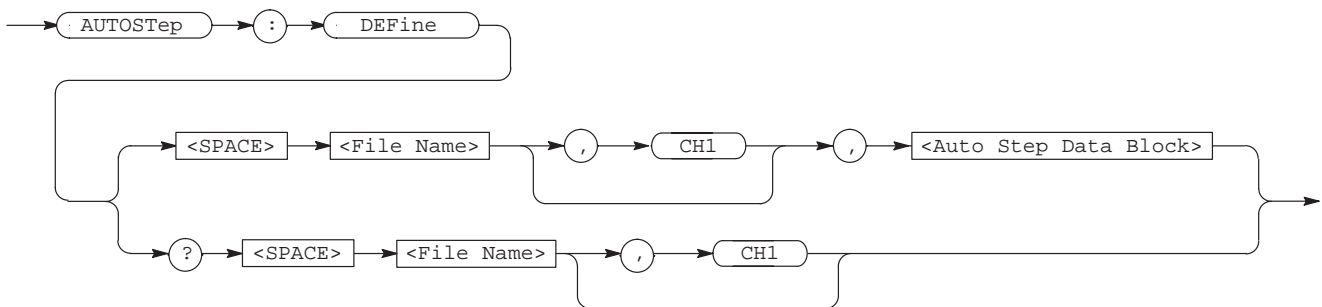 AUTOSTep : DEFine
<SPACE> <File Name> , CH1 , <Auto Step Data Block>
? <SPACE> <File Name> , CH1